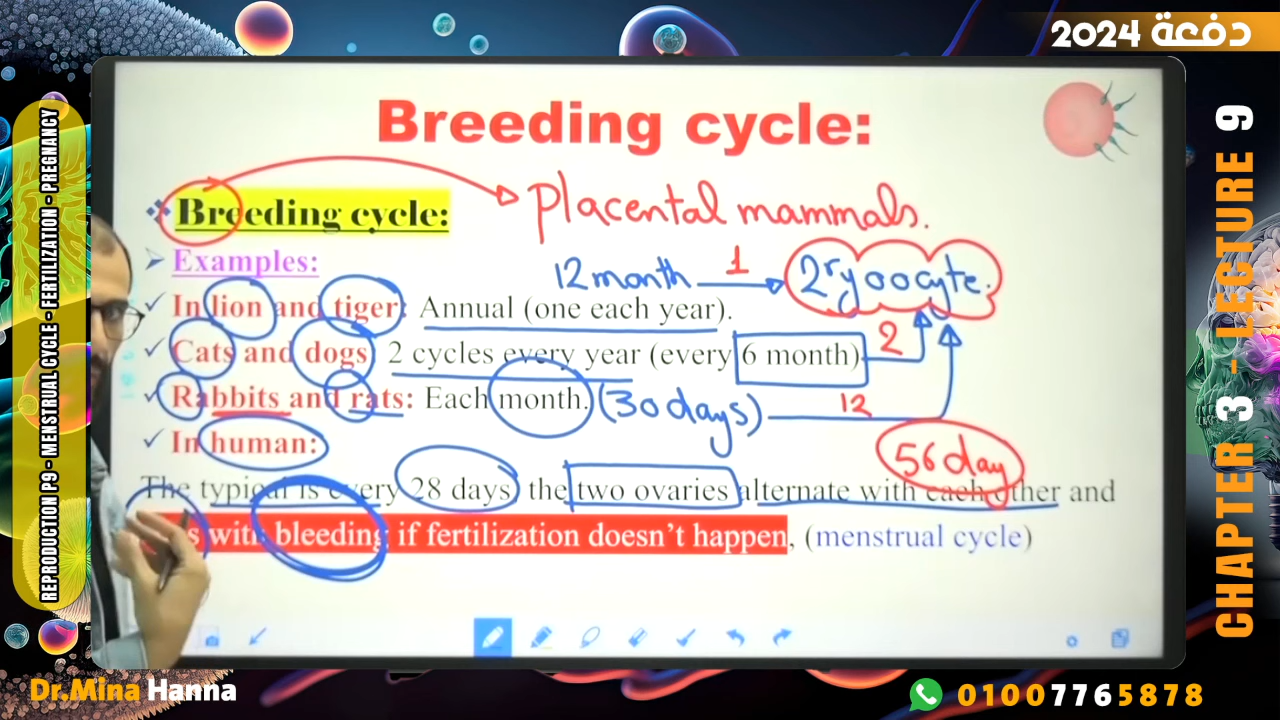 دفعة 2024
REPRODUCTION P9 - MENSTRUAL CYCLE - FERTILIZATION - PREGNANCY
Breeding cycle:
Breeding cycle:
Placental mammals.
Examples:
12 month 1 2ry oocyte.
In lion and tiger: Annual (one each year).
Cats and dogs: 2 cycles every year (every 6 month) 2
Rabbits and rats: Each month. (30 days) 12
In human:
56 day
The typical is every 28 days the two ovaries alternate with each other and
with bleeding if fertilization doesn't happen, (menstrual cycle)
CHAPTER 3 - LECTURE 9
Dr.Mina Hanna
01007765878